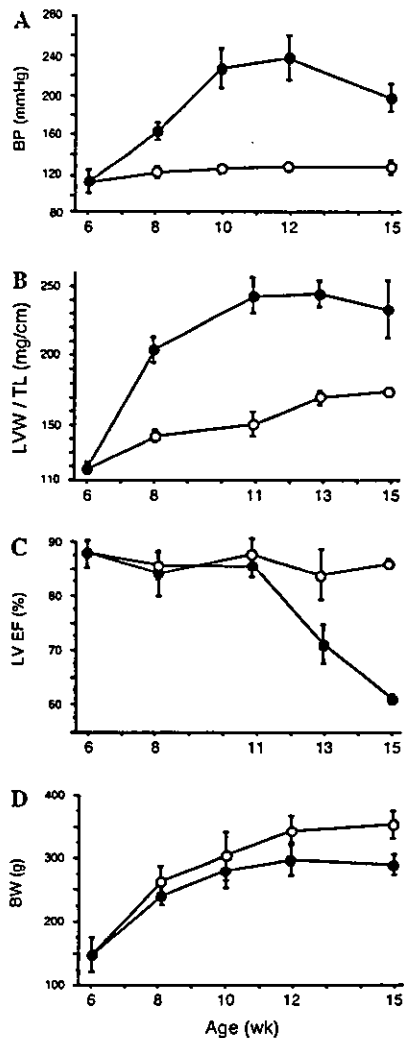 A
BP (mmHg)
280
240
200
160
120
80
6 8 10 12 15
B
LVW / TL (mg/cm)
250
200
150
110
6 8 11 13 15
C
LV EF (%)
90
80
70
60
6 8 11 13 15
D
BW (g)
400
300
200
100
6 8 10 12 15
Age (wk)